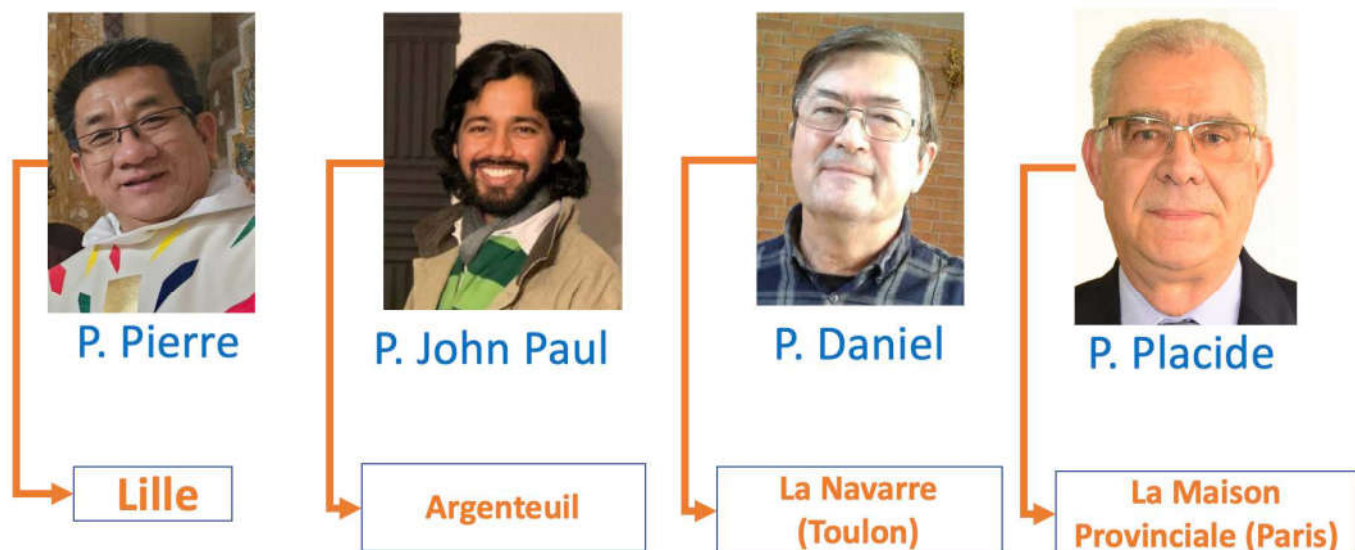 P. Pierre
P. John Paul
P. Daniel
P. Placide
Lille
Argenteuil
La Navarre
(Toulon)
La Maison
Provinciale (Paris)